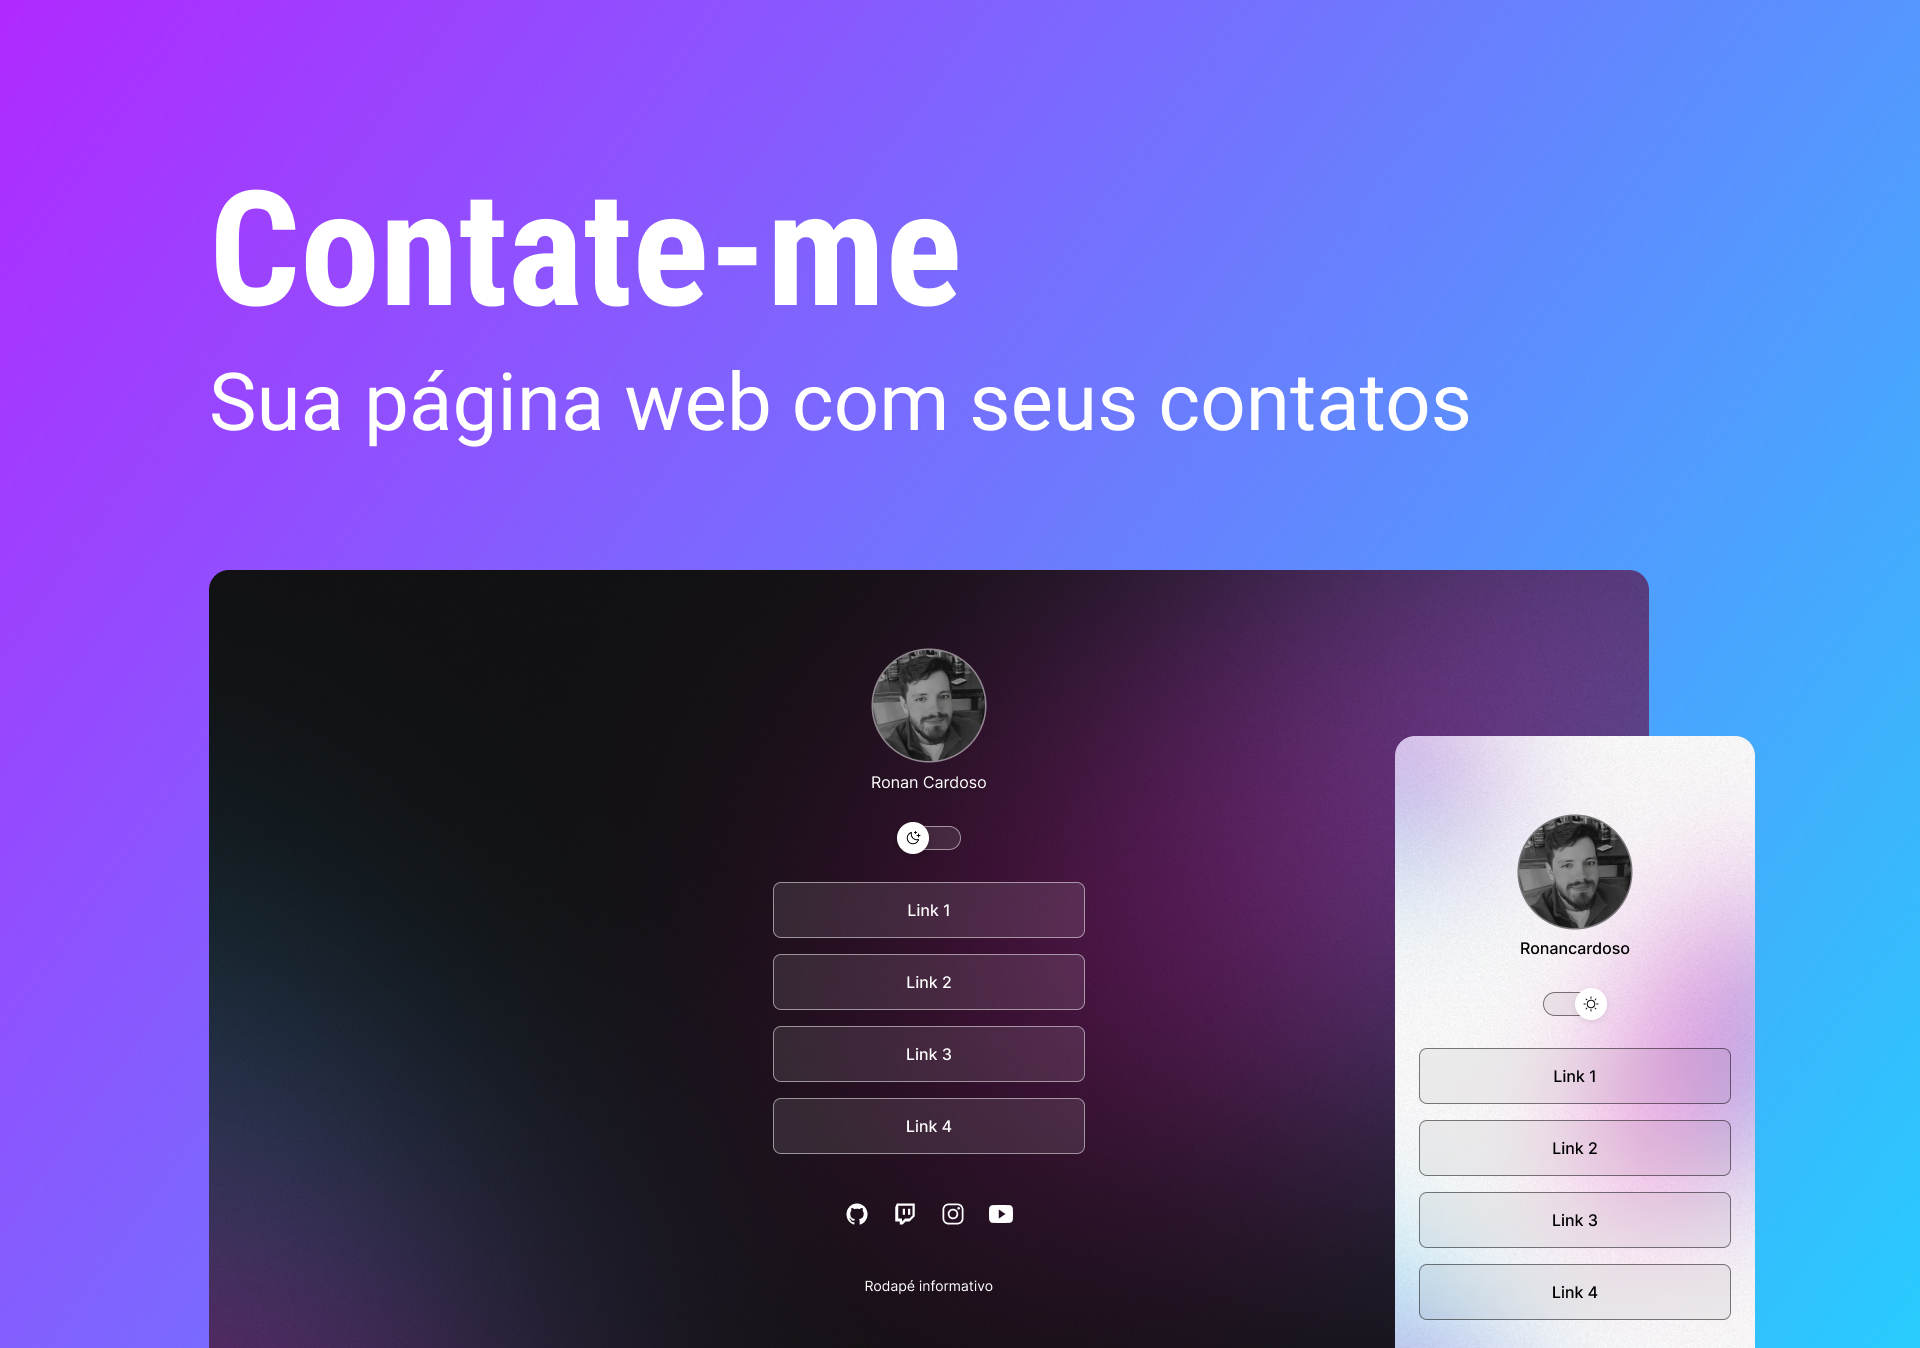 Contate-me
Sua página web com seus contatos
Ronan Cardoso
Link 1
Link 2
Link 3
Link 4
Rodapé informativo
Ronancardoso
Link 1
Link 2
Link 3
Link 4